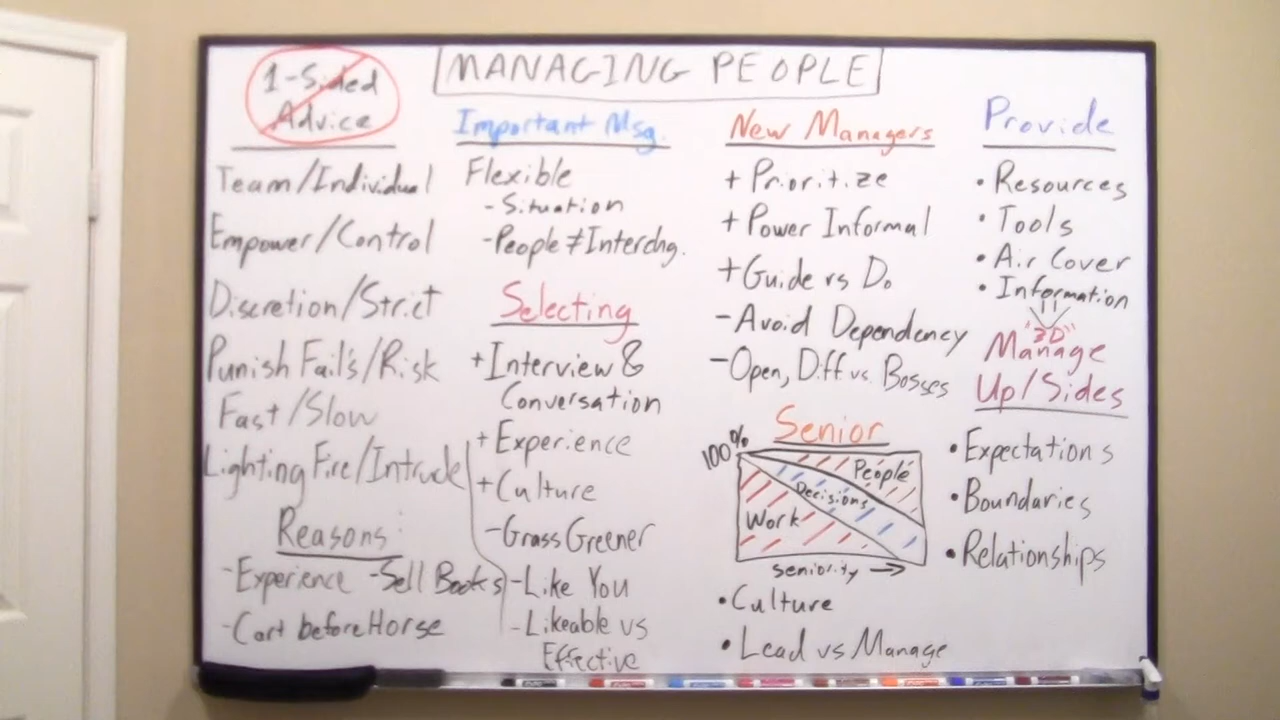 MANAGING PEOPLE
1-Sided
Advice
Team/Individual
Empower/Control
Discretion/Strict
Punish Fail's/Risk
Fast/Slow
Lighting Fire/Intrude
Reasons:
-Experience -Sell Books
-Cart before Horse
Important Msg.
Flexible
-Situation
-People ≠ Interchg.
Selecting
+Interview &
Conversation
+Experience
+Culture
-Grass Greener
-Like You
-Likeable vs
Effective
New Managers
+Prioritize
+Power Informal
+Guide vs Do
-Avoid Dependency
-Open, Diff vs. Bosses
Senior
100%
People
Decisions
Work
Seniority →
•Culture
•Lead vs Manage
Provide
•Resources
•Tools
•Air Cover
•Information
"3D"
Manage
Up/Sides
•Expectations
•Boundaries
•Relationships